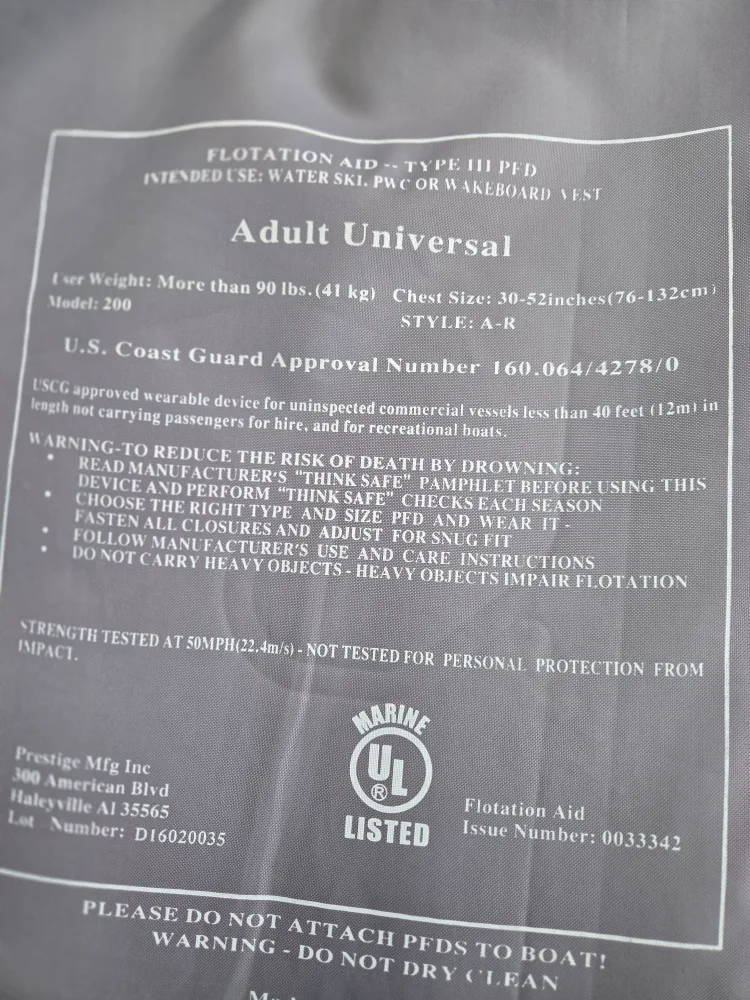 FLOTATION AID -- TYPE III PFD
INTENDED USE: WATER SKI, PWC OR WAKEBOARD VEST
Adult Universal
User Weight: More than 90 lbs.(41 kg) Chest Size: 30-52inches(76-132cm)
Model: 200 STYLE: A-R
U.S. Coast Guard Approval Number 160.064/4278/0
USCG approved wearable device for uninspected commercial vessels less than 40 feet (12m) in
length not carrying passengers for hire, and for recreational boats.
WARNING-TO REDUCE THE RISK OF DEATH BY DROWNING:
• READ MANUFACTURER'S "THINK SAFE" PAMPHLET BEFORE USING THIS
DEVICE AND PERFORM "THINK SAFE" CHECKS EACH SEASON
• CHOOSE THE RIGHT TYPE AND SIZE PFD AND WEAR IT -
FASTEN ALL CLOSURES AND ADJUST FOR SNUG FIT
• FOLLOW MANUFACTURER'S USE AND CARE INSTRUCTIONS
• DO NOT CARRY HEAVY OBJECTS - HEAVY OBJECTS IMPAIR FLOTATION
STRENGTH TESTED AT 50MPH(22.4m/s) - NOT TESTED FOR PERSONAL PROTECTION FROM
IMPACT.
Prestige Mfg Inc
300 American Blvd
Haleyville Al 35565
Lot Number: D16020035
MARINE
UL
®
LISTED
Flotation Aid
Issue Number: 0033342
PLEASE DO NOT ATTACH PFDS TO BOAT!
WARNING - DO NOT DRY CLEAN